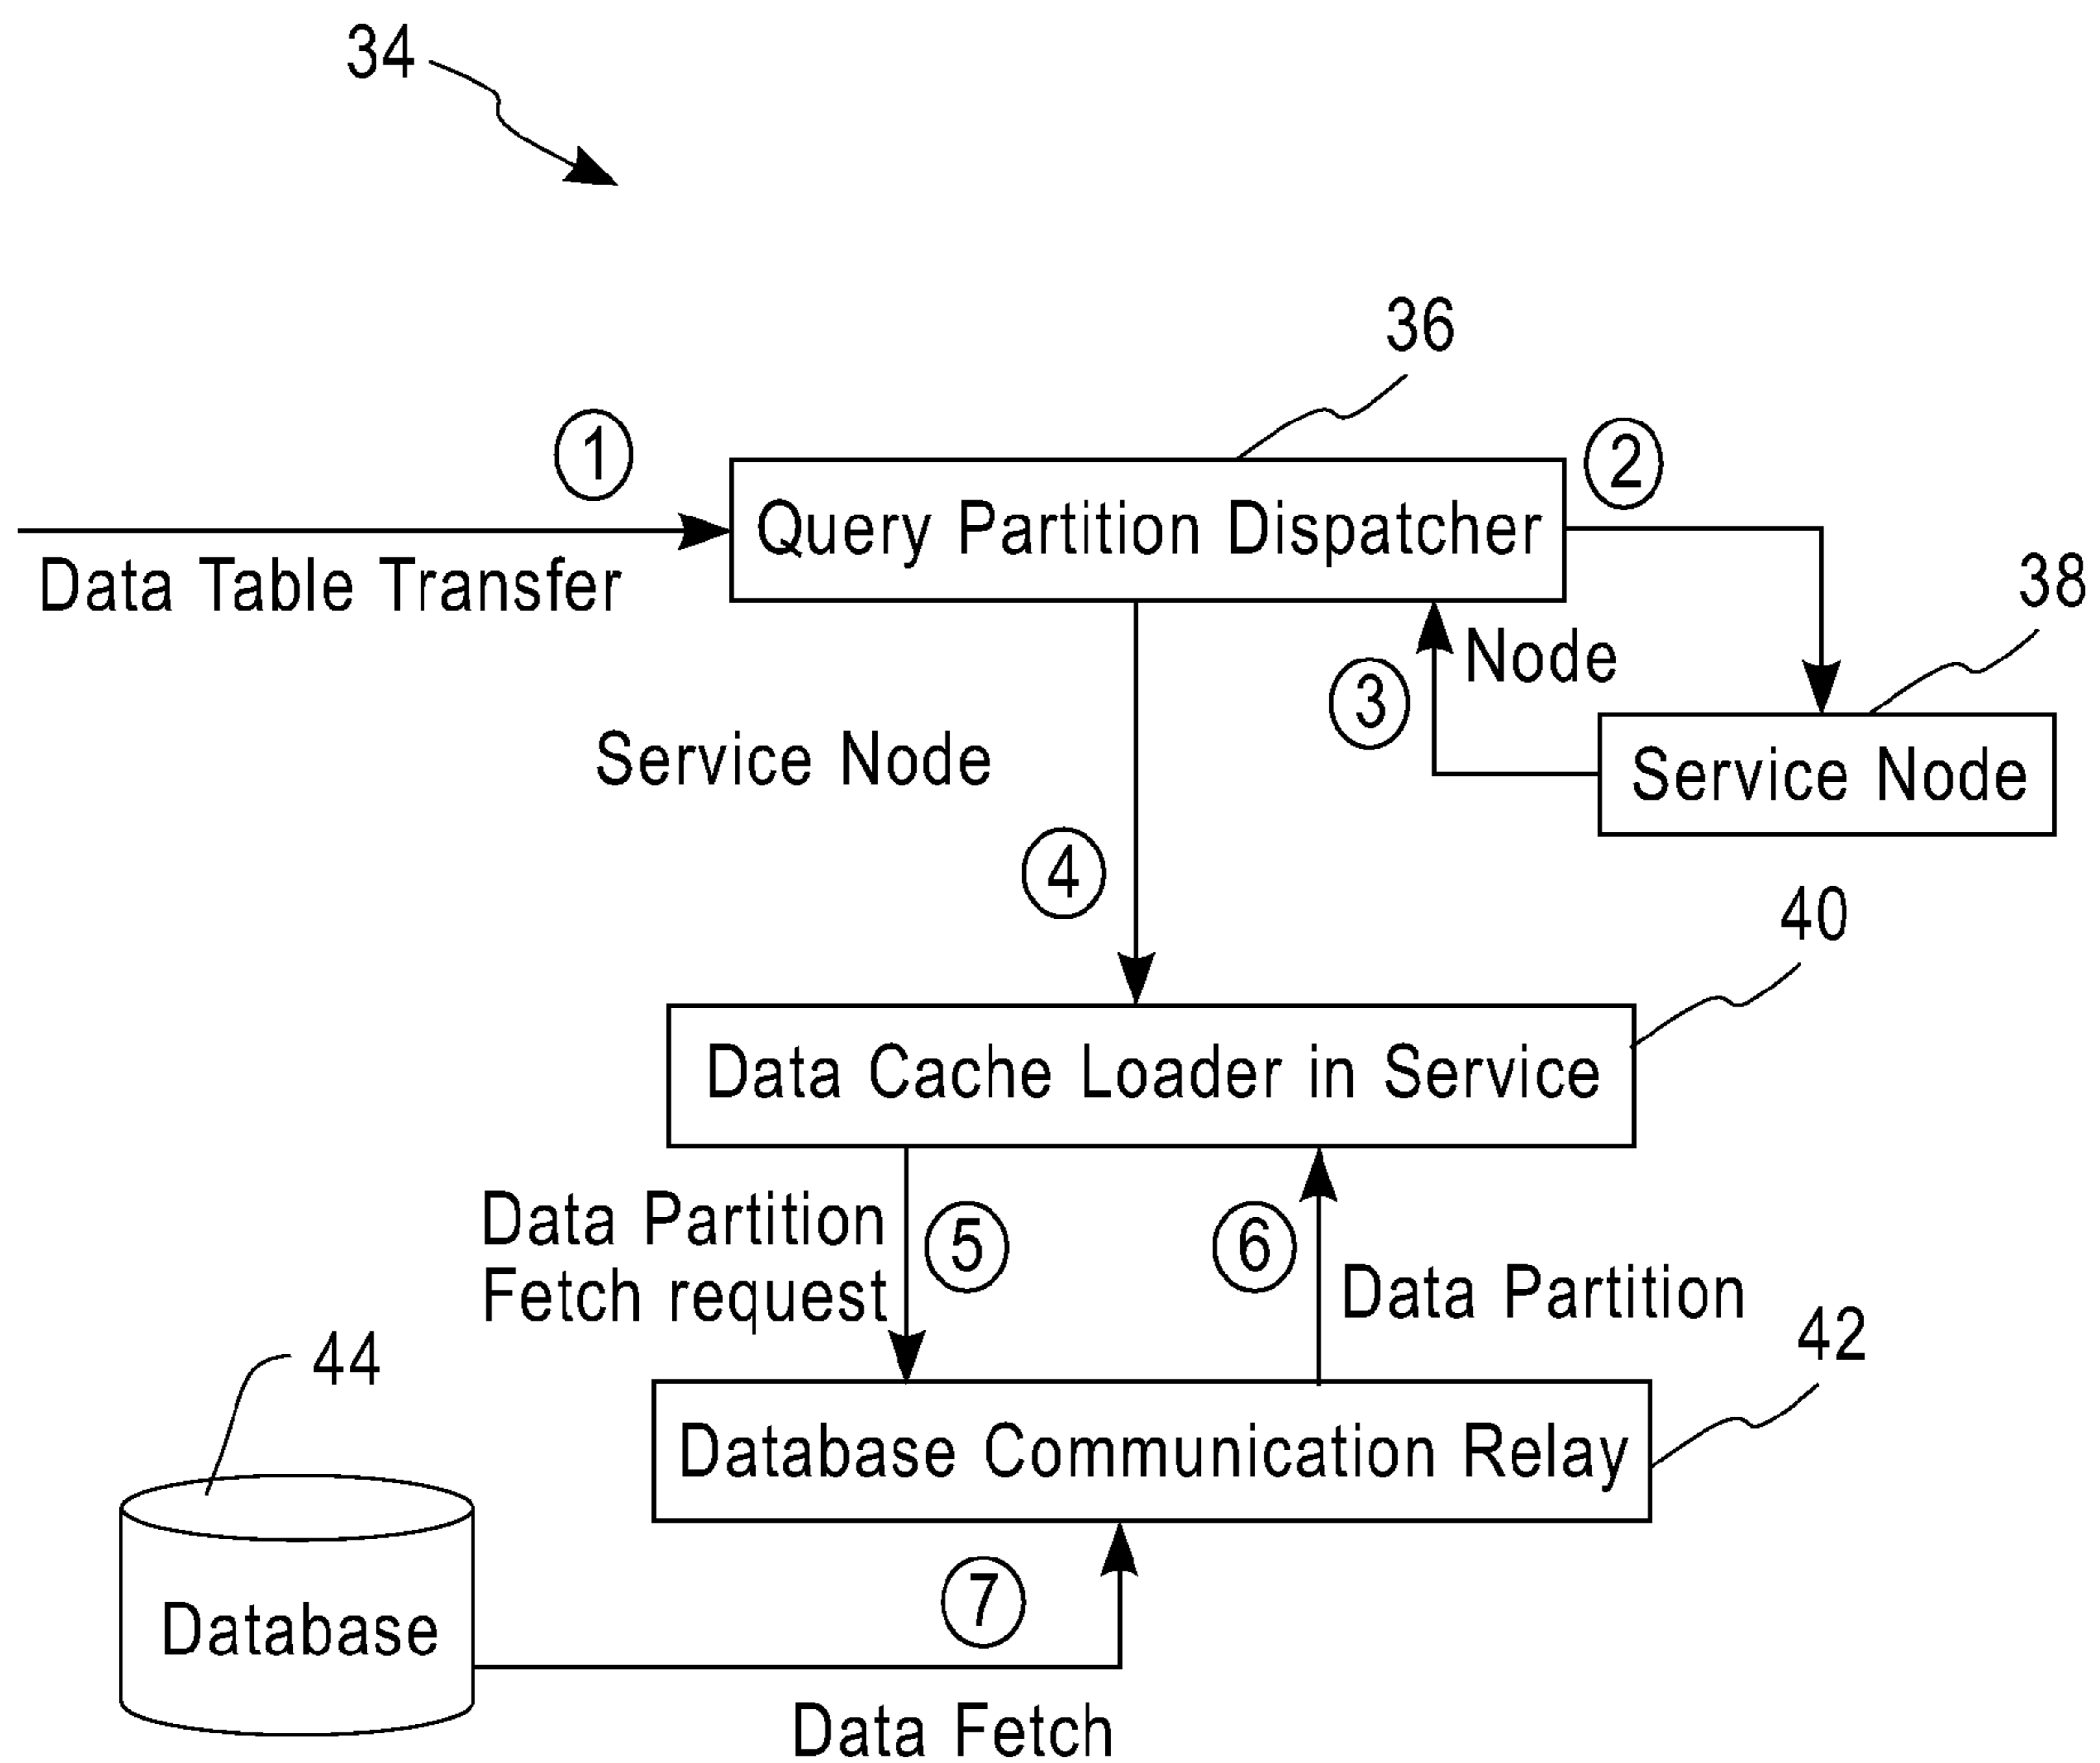 34
36
1
2
Query Partition Dispatcher
Data Table Transfer
38
Node
3
Service Node
Service Node
4
40
Data Cache Loader in Service
Data Partition
Fetch request
5
6
Data Partition
42
44
Database Communication Relay
7
Database
Data Fetch